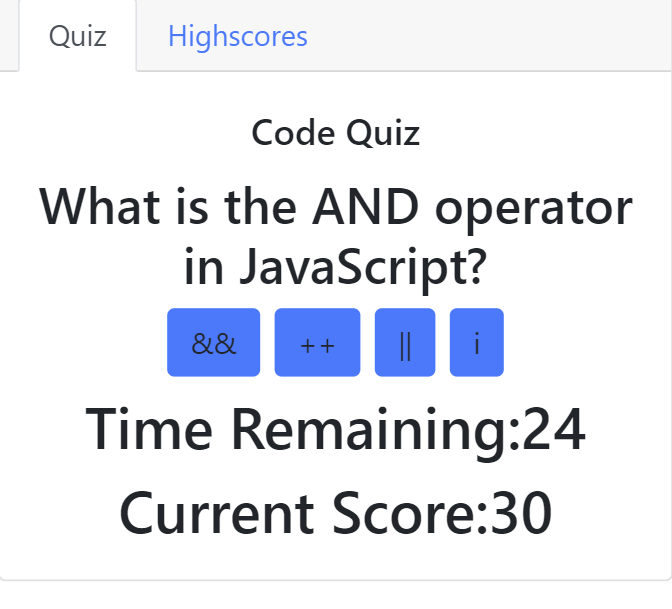 Quiz Highscores
Code Quiz
What is the AND operator
in JavaScript?
&& ++ || i
Time Remaining:24
Current Score:30